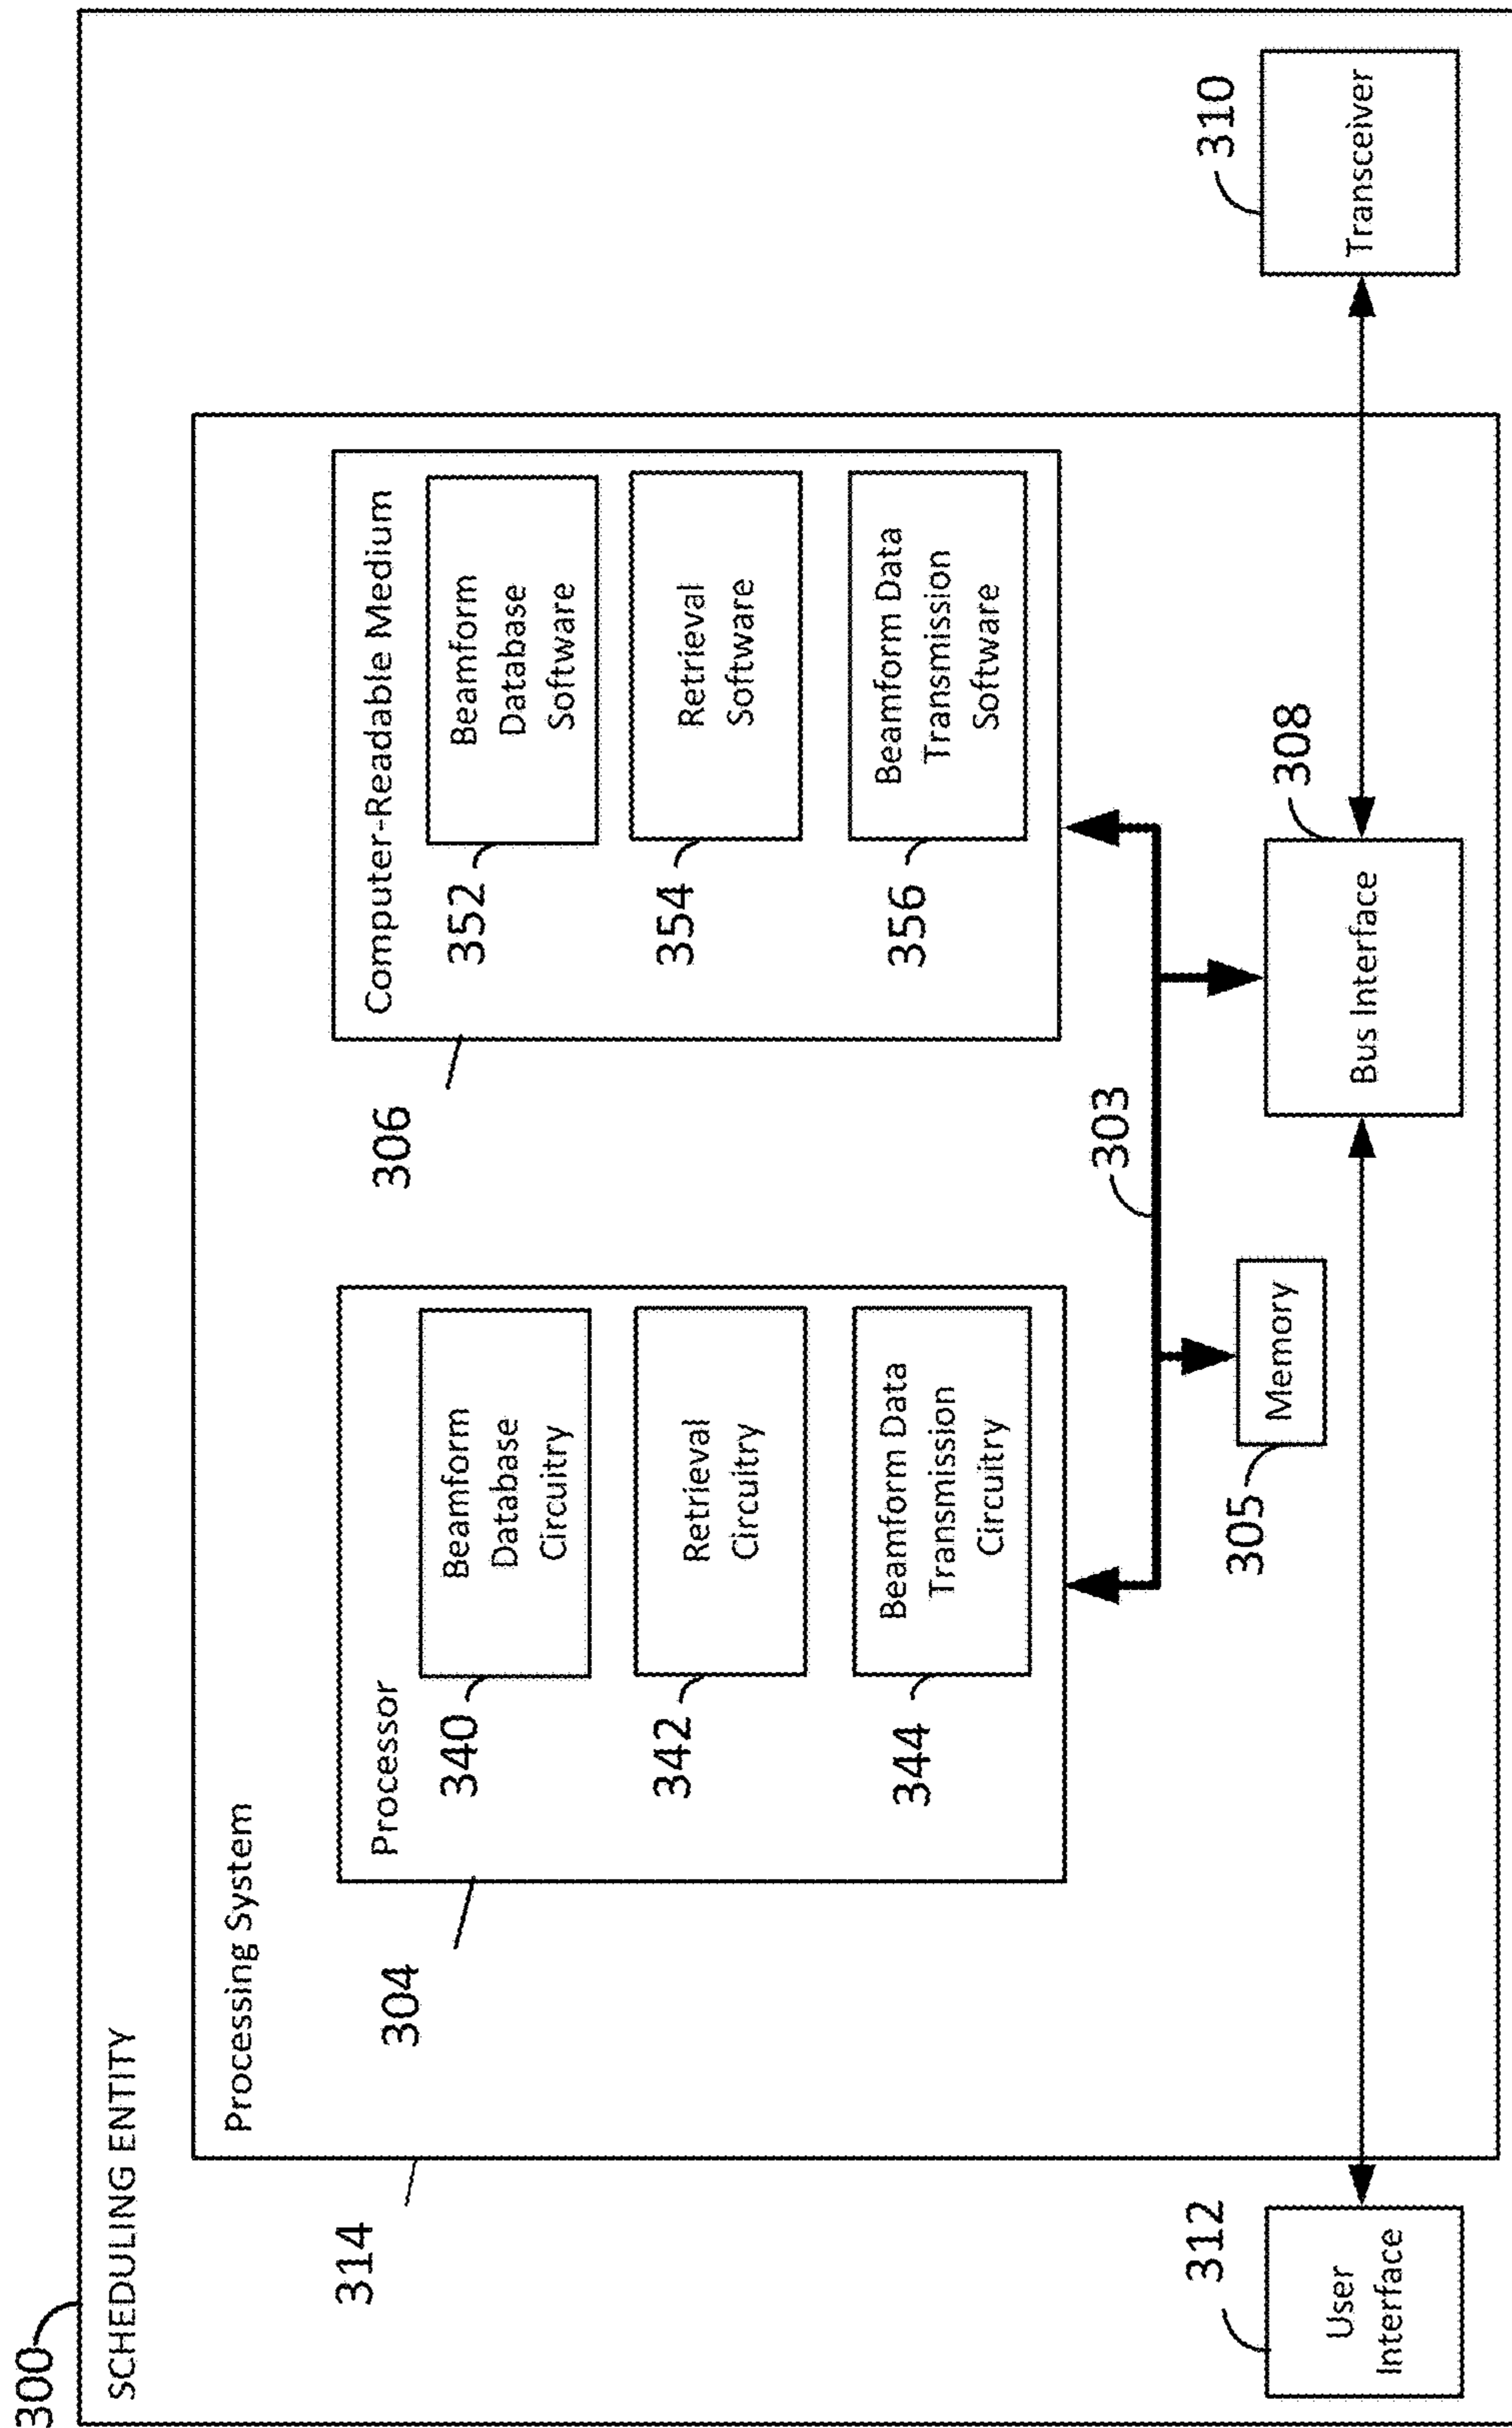 300
SCHEDULING ENTITY
314
Processing System
304
Processor
340
Beamform
Database
Circuitry
342
Retrieval
Circuitry
344
Beamform Data
Transmission
Circuitry
306
Computer-Readable Medium
352
Beamform
Database
Software
354
Retrieval
Software
356
Beamform Data
Transmission
Software
303
305
Memory
308
Bus Interface
312
User
Interface
310
Transceiver